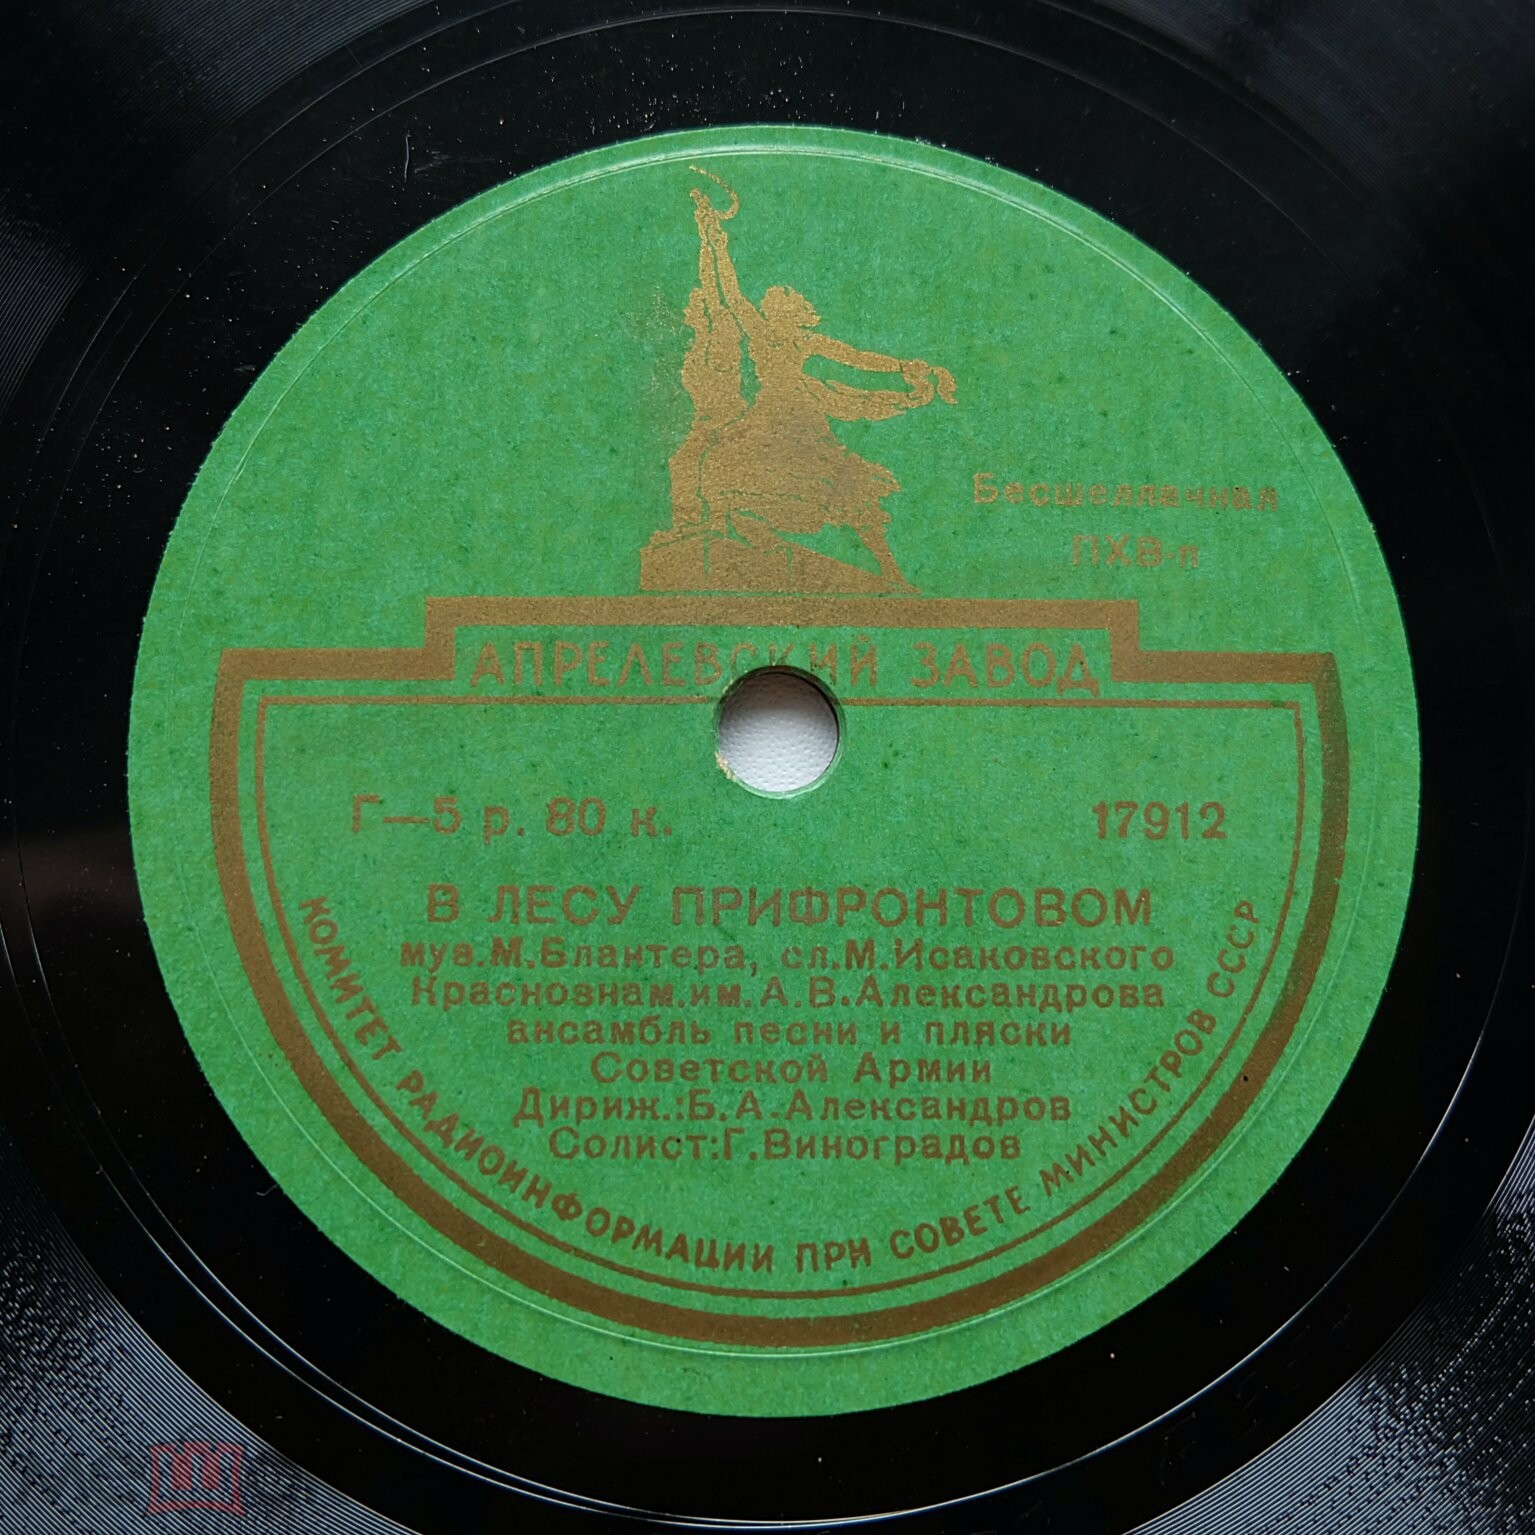 Бесшеллачная
ПХВ-п
АПРЕЛЕВСКИЙ ЗАВОД
Г—5 р. 80 к.
17912
В ЛЕСУ ПРИФРОНТОВОМ
муз.М.Блантера, сл.М.Исаковского
Краснознам.им.А.В.Александрова
ансамбль песни и пляски
Советской Армии
Дириж.:Б.А.Александров
Солист:Г.Виноградов
КОМИТЕТ РАДИОИНФОРМАЦИИ ПРИ СОВЕТЕ МИНИСТРОВ СССР